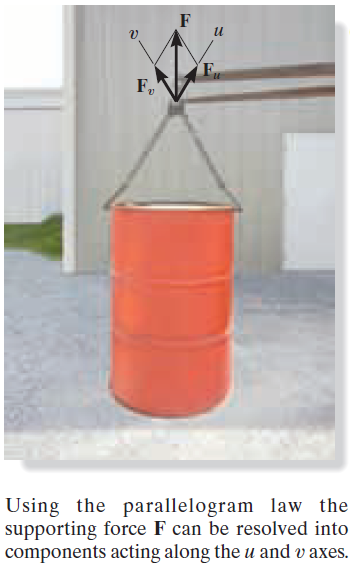 F
v u
F_v F_u
Using the parallelogram law the
supporting force F can be resolved into
components acting along the u and v axes.